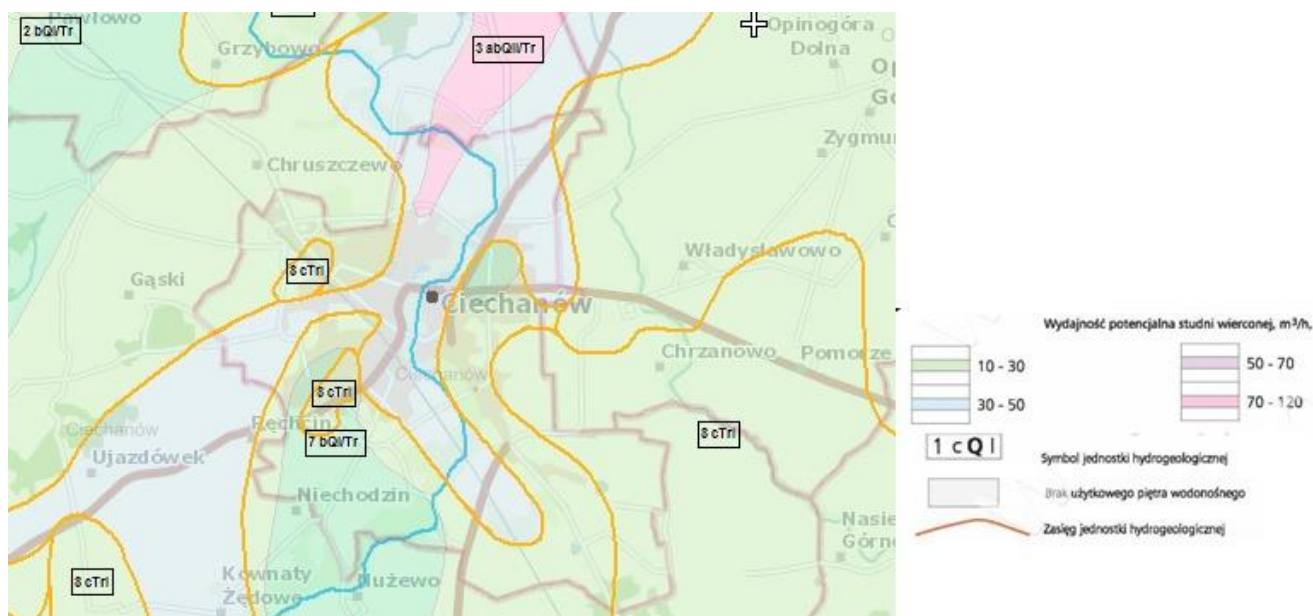 Pawłowo
2 bQI/Tr
Grzybowo
3 abQII/Tr
Opinogóra
Dolna
Zygmu
Chruszczewo
Gąski
8 cTrI
Władysławowo
Ciechanów
Chrzanowo
Pomorze
Ciechanów
8 cTrI
Pęchcin
7 bQI/Tr
Ciechanów
Ujazdówek
8 cTrI
Niechodzin
Nasie
Górne
8 cTrI
Kownaty
Żędowe
Nużewo
Wydajność potencjalna studni wierconej, m³/h,
10 - 30
50 - 70
30 - 50
70 - 120
1 c Q I
Symbol jednostki hydrogeologicznej
Brak użytkowego piętra wodonośnego
Zasięg jednostki hydrogeologicznej